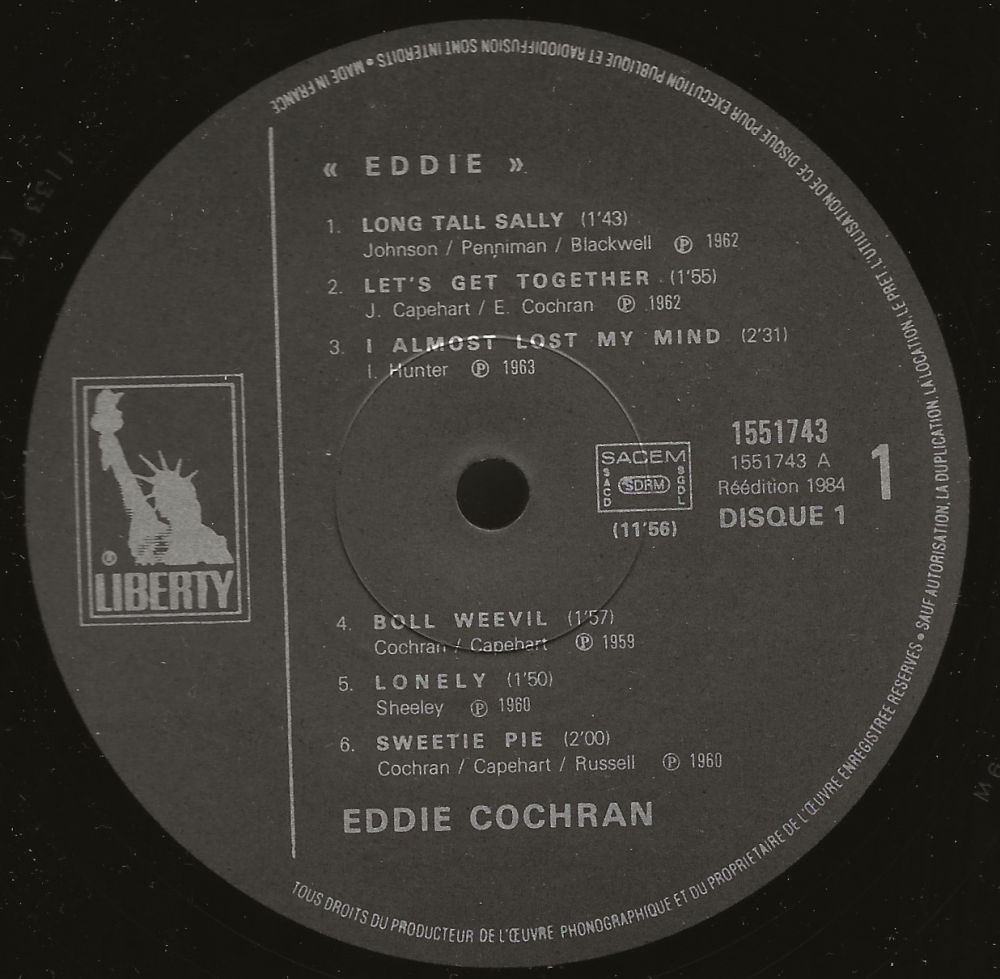 « EDDIE »
1. LONG TALL SALLY (1'43)
Johnson / Penniman / Blackwell Ⓟ 1962
2. LET'S GET TOGETHER (1'55)
J. Capehart / E. Cochran Ⓟ 1962
3. I ALMOST LOST MY MIND (2'31)
I. Hunter Ⓟ 1963
SACEM
SACD
SDRM
SGDL
(11'56)
1551743
1551743 A
Réédition 1984
DISQUE 1
1
LIBERTY
4. BOLL WEEVIL (1'57)
Cochran / Capehart Ⓟ 1959
5. LONELY (1'50)
Sheeley Ⓟ 1960
6. SWEETIE PIE (2'00)
Cochran / Capehart / Russell Ⓟ 1960
EDDIE COCHRAN
TOUS DROITS DU PRODUCTEUR DE L'ŒUVRE PHONOGRAPHIQUE ET DU PROPRIETAIRE DE L'ŒUVRE ENREGISTREE RESERVES • SAUF AUTORISATION, LA DUPLICATION, LA LOCATION, LE PRET, L'UTILISATION DE CE DISQUE POUR EXECUTION PUBLIQUE ET RADIODIFFUSION SONT INTERDITS • MADE IN FRANCE